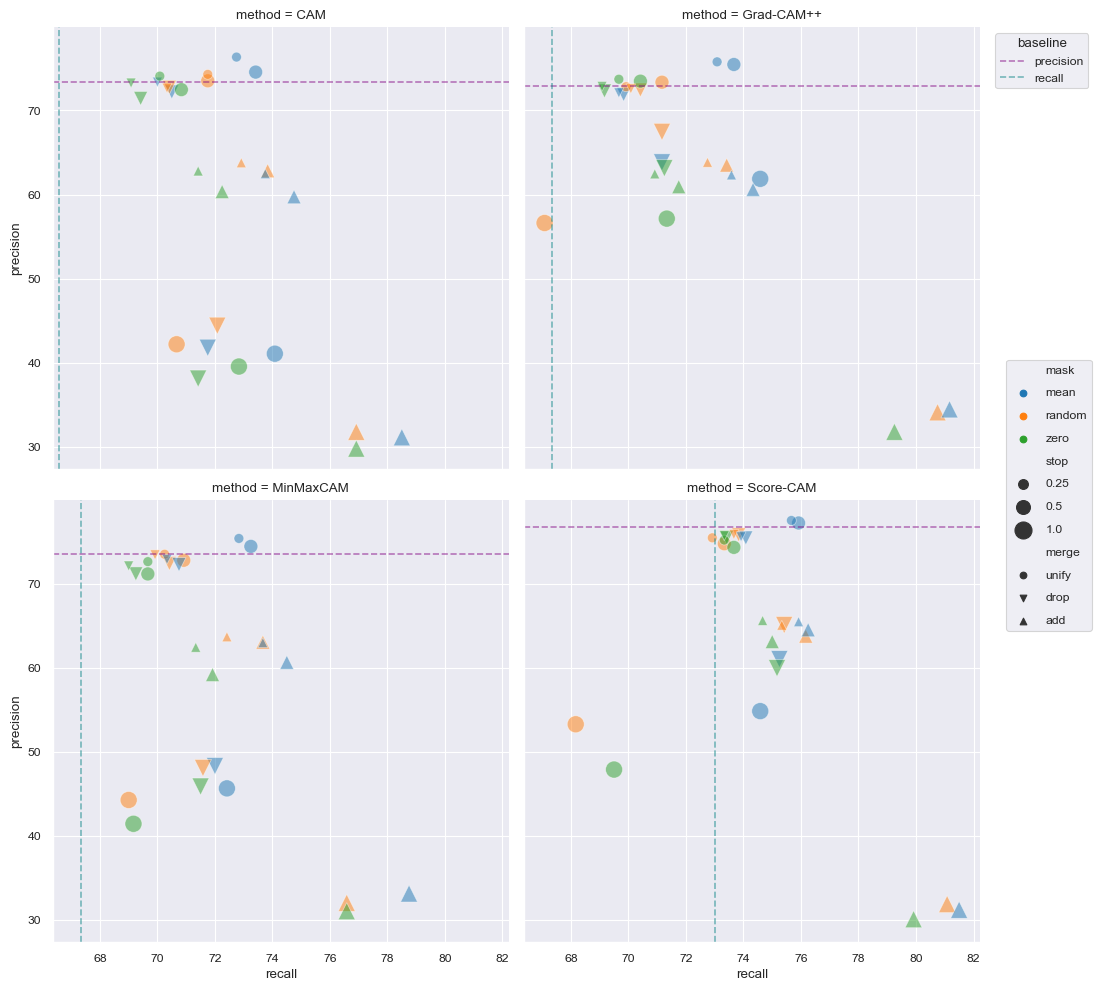 method = CAM
method = Grad-CAM++
baseline
precision
recall
precision
70
60
50
40
30
mask
mean
random
zero
stop
0.25
0.5
1.0
merge
unify
drop
add
method = MinMaxCAM
method = Score-CAM
precision
70
60
50
40
30
68 70 72 74 76 78 80 82
68 70 72 74 76 78 80 82
recall
recall